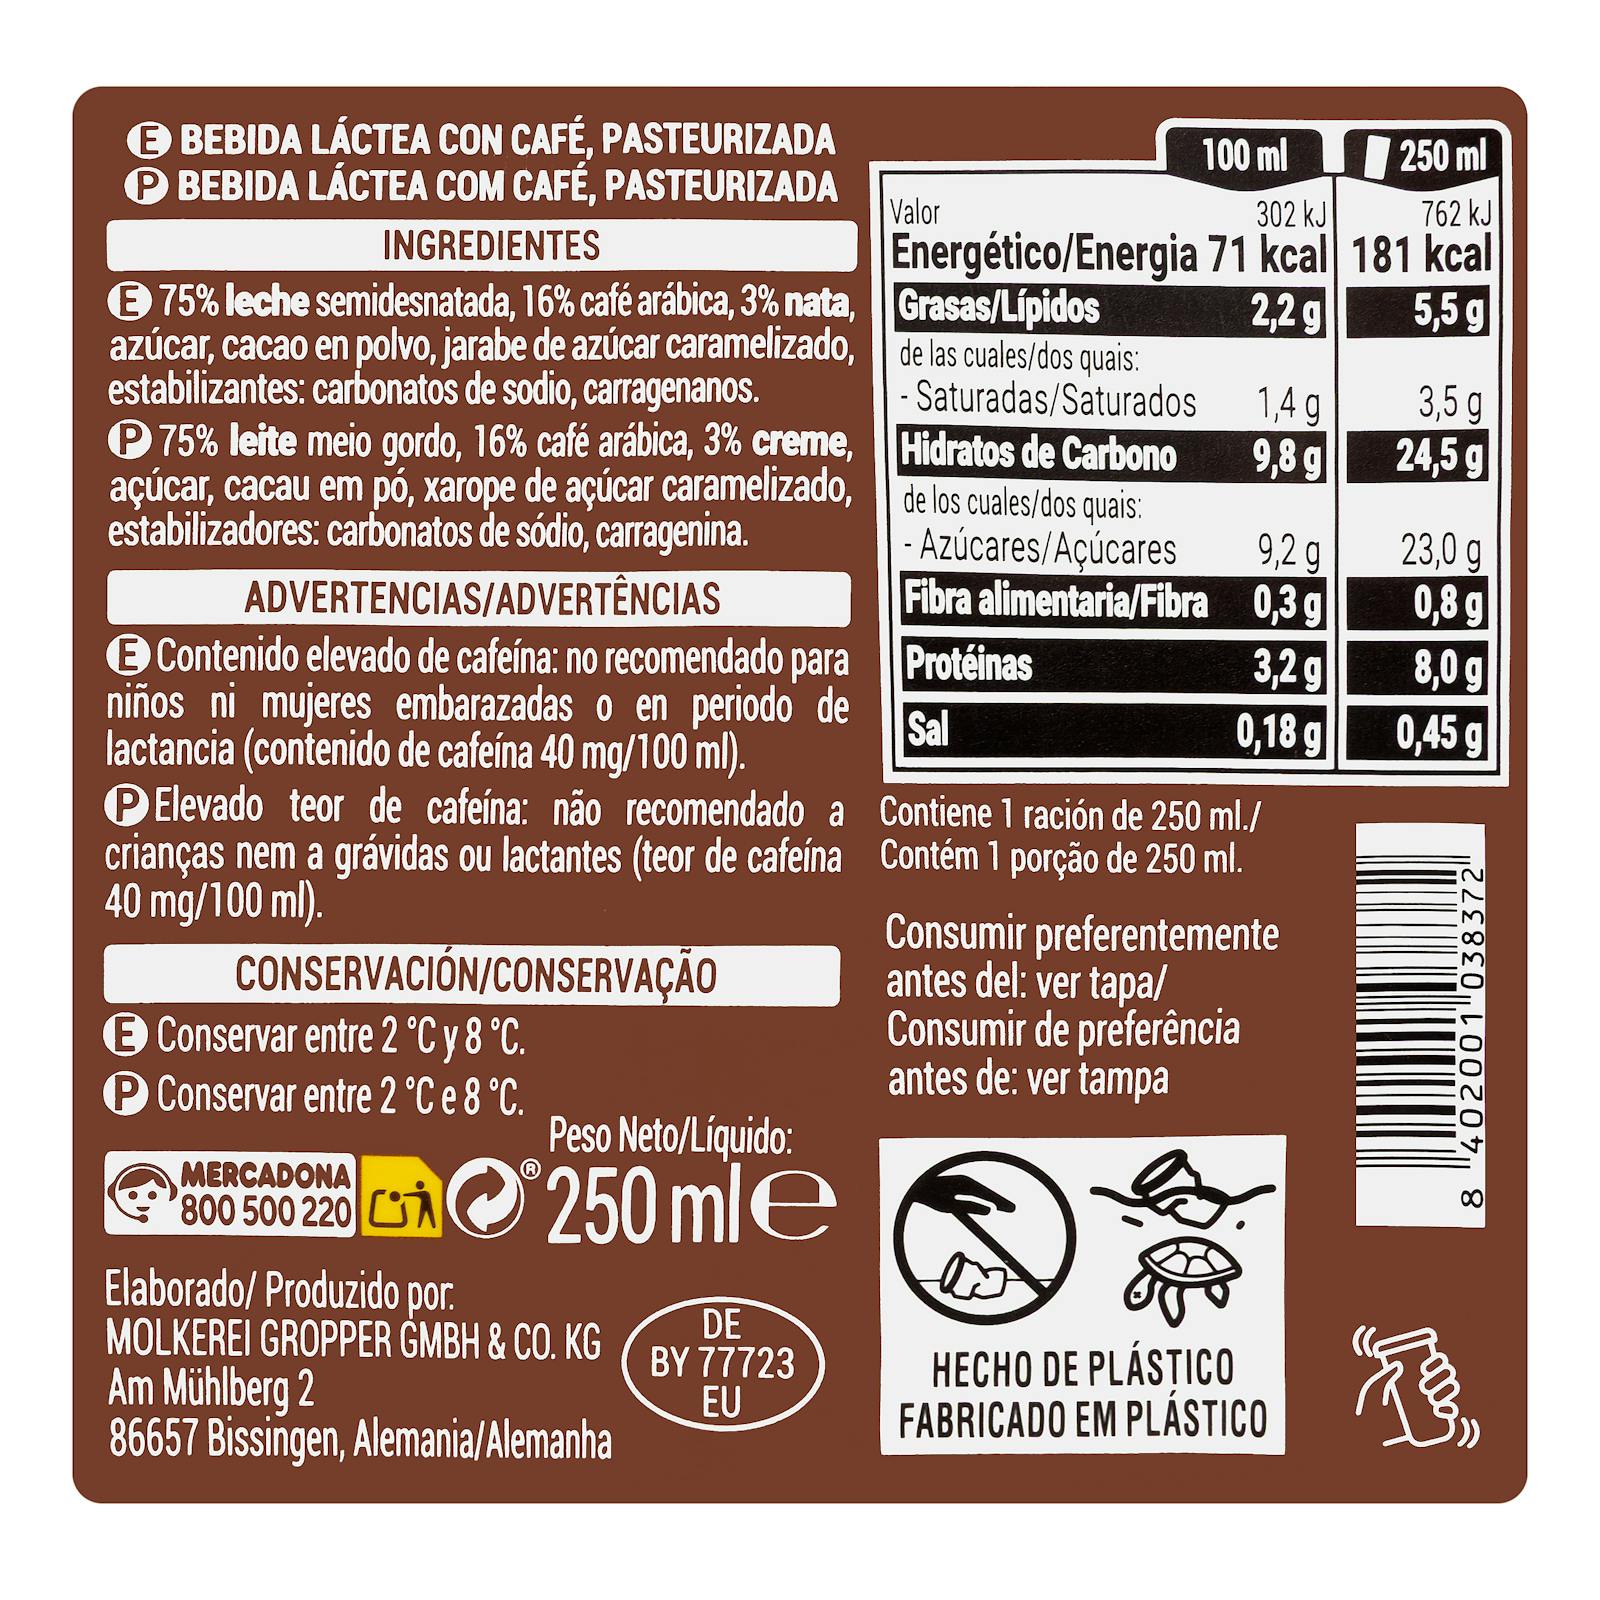 E BEBIDA LÁCTEA CON CAFÉ, PASTEURIZADA
P BEBIDA LÁCTEA COM CAFÉ, PASTEURIZADA
INGREDIENTES
E 75% leche semidesnatada, 16% café arábica, 3% nata,
azúcar, cacao en polvo, jarabe de azúcar caramelizado,
estabilizantes: carbonatos de sodio, carragenanos.
P 75% leite meio gordo, 16% café arábica, 3% creme,
açúcar, cacau em pó, xarope de açúcar caramelizado,
estabilizadores: carbonatos de sódio, carragenina.
ADVERTENCIAS/ADVERTÊNCIAS
E Contenido elevado de cafeína: no recomendado para
niños ni mujeres embarazadas o en periodo de
lactancia (contenido de cafeína 40 mg/100 ml).
P Elevado teor de cafeína: não recomendado a
crianças nem a grávidas ou lactantes (teor de cafeína
40 mg/100 ml).
CONSERVACIÓN/CONSERVAÇÃO
E Conservar entre 2 °C y 8 °C.
P Conservar entre 2 °C e 8 °C.
MERCADONA
800 500 220
®
Peso Neto/Líquido:
250 ml e
Elaborado/ Produzido por:
MOLKEREI GROPPER GMBH & CO. KG
Am Mühlberg 2
86657 Bissingen, Alemania/Alemanha
DE
BY 77723
EU
100 ml 250 ml
Valor 302 kJ 762 kJ
Energético/Energia 71 kcal 181 kcal
Grasas/Lípidos 2,2 g 5,5 g
de las cuales/dos quais:
- Saturadas/Saturados 1,4 g 3,5 g
Hidratos de Carbono 9,8 g 24,5 g
de los cuales/dos quais:
- Azúcares/Açúcares 9,2 g 23,0 g
Fibra alimentaria/Fibra 0,3 g 0,8 g
Protéinas 3,2 g 8,0 g
Sal 0,18 g 0,45 g
Contiene 1 ración de 250 ml./
Contém 1 porção de 250 ml.
Consumir preferentemente
antes del: ver tapa/
Consumir de preferência
antes de: ver tampa
8 402001 038372
HECHO DE PLÁSTICO
FABRICADO EM PLÁSTICO